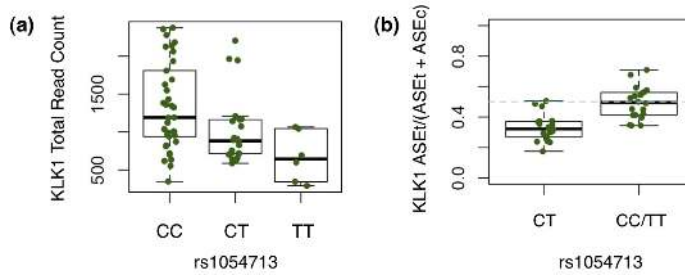 (a)
KLK1 Total Read Count
500
1500
CC
CT
TT
rs1054713
(b)
KLK1 ASEt/(ASEt + ASEc)
0.0
0.4
0.8
CT
CC/TT
rs1054713